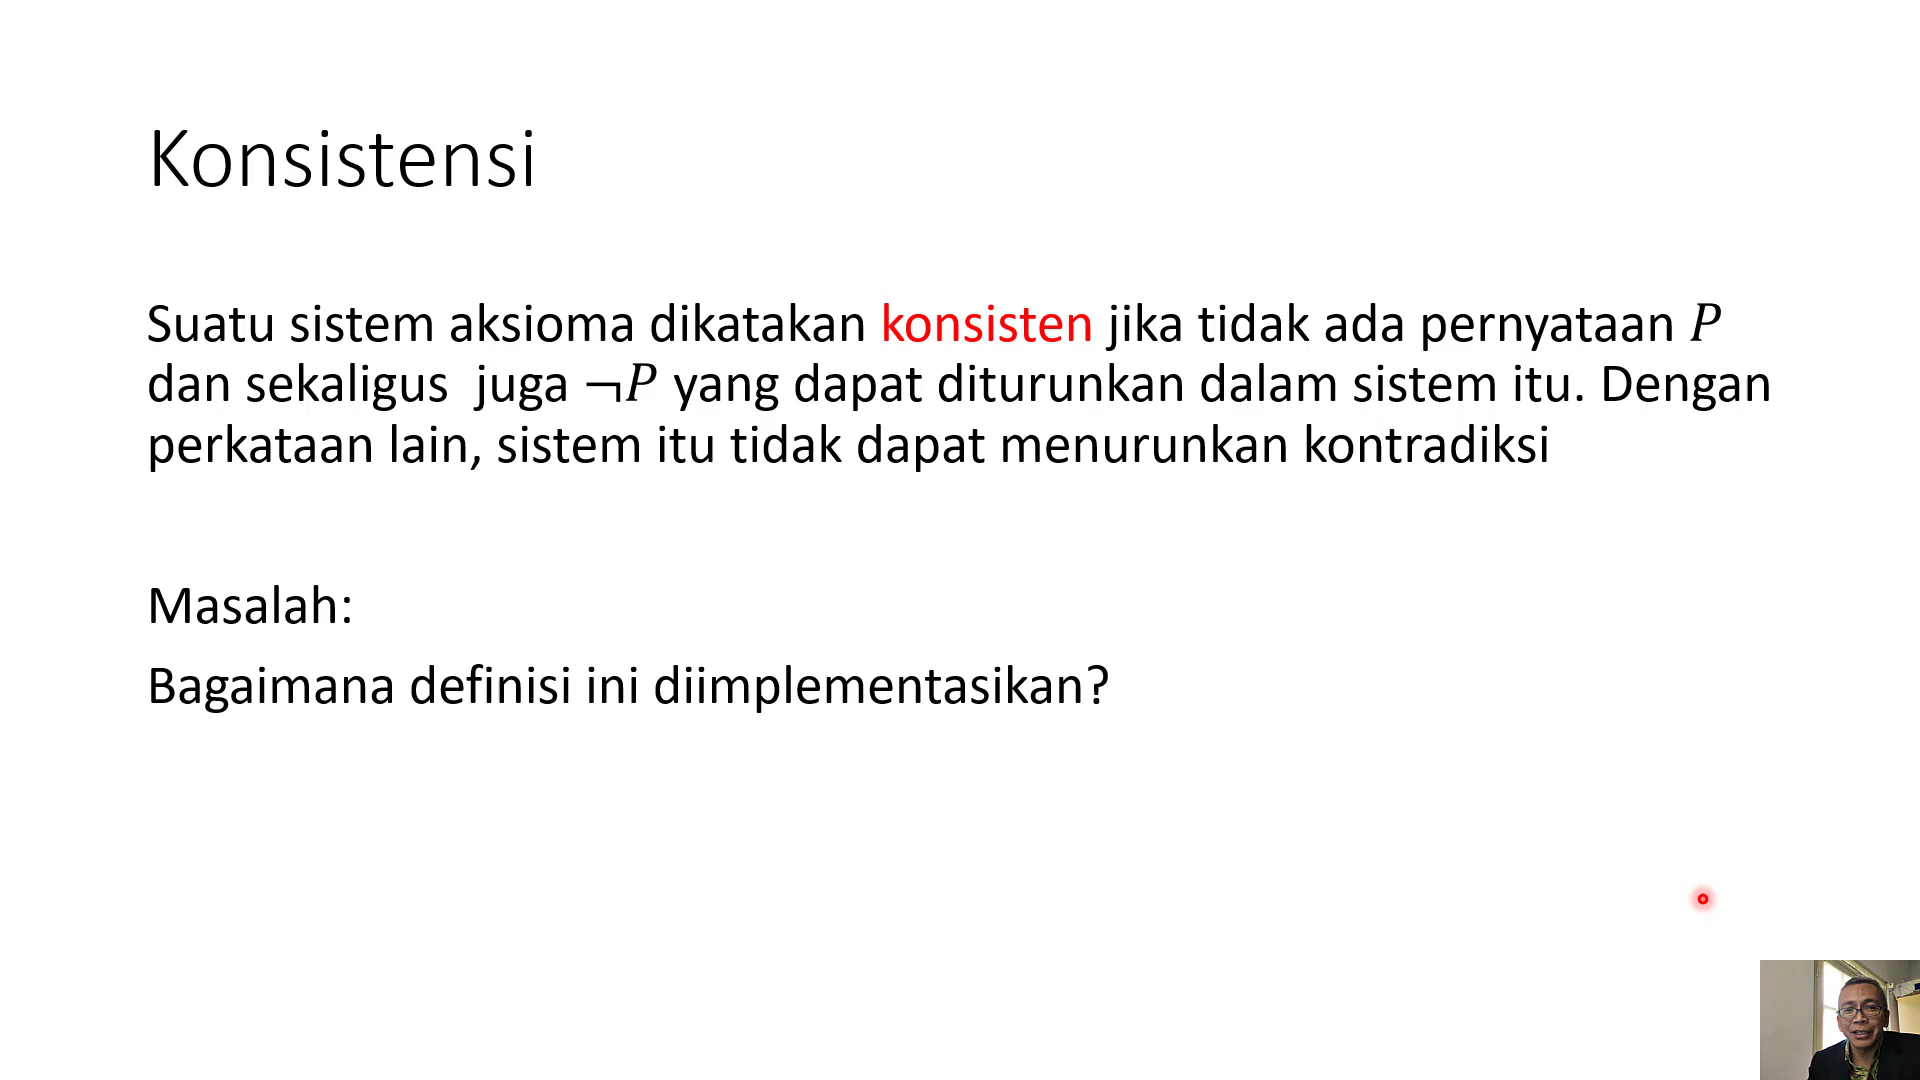 Konsistensi
Suatu sistem aksioma dikatakan konsisten jika tidak ada pernyataan 𝑃
dan sekaligus juga ¬𝑃 yang dapat diturunkan dalam sistem itu. Dengan
perkataan lain, sistem itu tidak dapat menurunkan kontradiksi
Masalah:
Bagaimana definisi ini diimplementasikan?